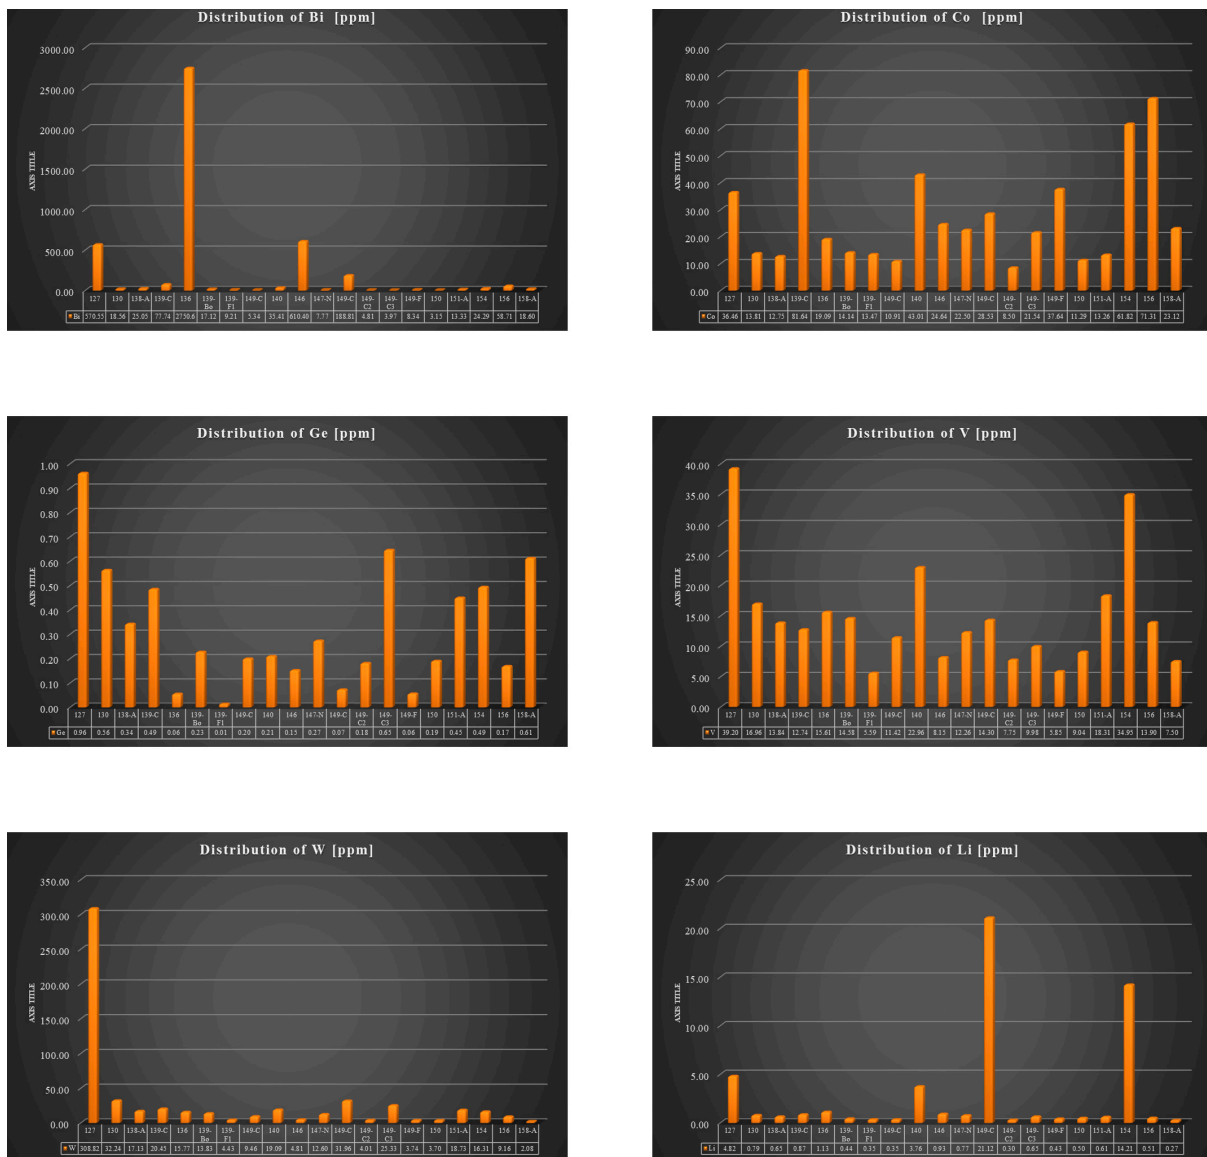 Distribution of Bi [ppm]
3000.00
2500.00
2000.00
1500.00
1000.00
500.00
0.00
AXIS TITLE
127 130 138-A 139-C 136 139-Bo 139-F1 149-C 140 146 147-N 149-C 149-C2 149-C3 149-F 150 151-A 154 156 158-A
Bi 570.55 18.56 25.05 77.74 2750.6 17.12 9.21 5.34 35.41 610.40 7.77 188.81 4.81 3.97 8.34 3.15 13.33 24.29 58.71 18.60
Distribution of Co [ppm]
90.00
80.00
70.00
60.00
50.00
40.00
30.00
20.00
10.00
0.00
AXIS TITLE
127 130 138-A 139-C 136 139-Bo 139-F1 149-C 140 146 147-N 149-C 149-C2 149-C3 149-F 150 151-A 154 156 158-A
Co 36.46 13.81 12.75 81.64 19.09 14.14 13.47 10.91 43.01 24.64 22.50 28.53 8.50 21.54 37.64 11.29 13.26 61.82 71.31 23.12
Distribution of Ge [ppm]
1.00
0.90
0.80
0.70
0.60
0.50
0.40
0.30
0.20
0.10
0.00
AXIS TITLE
127 130 138-A 139-C 136 139-Bo 139-F1 149-C 140 146 147-N 149-C 149-C2 149-C3 149-F 150 151-A 154 156 158-A
Ge 0.96 0.56 0.34 0.49 0.06 0.23 0.01 0.20 0.21 0.15 0.27 0.07 0.18 0.65 0.06 0.19 0.45 0.49 0.17 0.61
Distribution of V [ppm]
40.00
35.00
30.00
25.00
20.00
15.00
10.00
5.00
0.00
AXIS TITLE
127 130 138-A 139-C 136 139-Bo 139-F1 149-C 140 146 147-N 149-C 149-C2 149-C3 149-F 150 151-A 154 156 158-A
V 39.20 16.96 13.84 12.74 15.61 14.58 5.59 11.42 22.96 8.15 12.26 14.30 7.75 9.98 5.85 9.04 18.31 34.95 13.90 7.50
Distribution of W [ppm]
350.00
300.00
250.00
200.00
150.00
100.00
50.00
0.00
AXIS TITLE
127 130 138-A 139-C 136 139-Bo 139-F1 149-C 140 146 147-N 149-C 149-C2 149-C3 149-F 150 151-A 154 156 158-A
W 308.82 32.24 17.13 20.45 15.77 13.83 4.43 9.46 19.09 4.81 12.60 31.96 4.01 25.33 3.74 3.70 18.73 16.31 9.16 2.08
Distribution of Li [ppm]
25.00
20.00
15.00
10.00
5.00
0.00
AXIS TITLE
127 130 138-A 139-C 136 139-Bo 139-F1 149-C 140 146 147-N 149-C 149-C2 149-C3 149-F 150 151-A 154 156 158-A
Li 4.82 0.79 0.65 0.87 1.13 0.44 0.35 0.35 3.76 0.93 0.77 21.12 0.30 0.65 0.43 0.50 0.61 14.21 0.51 0.27